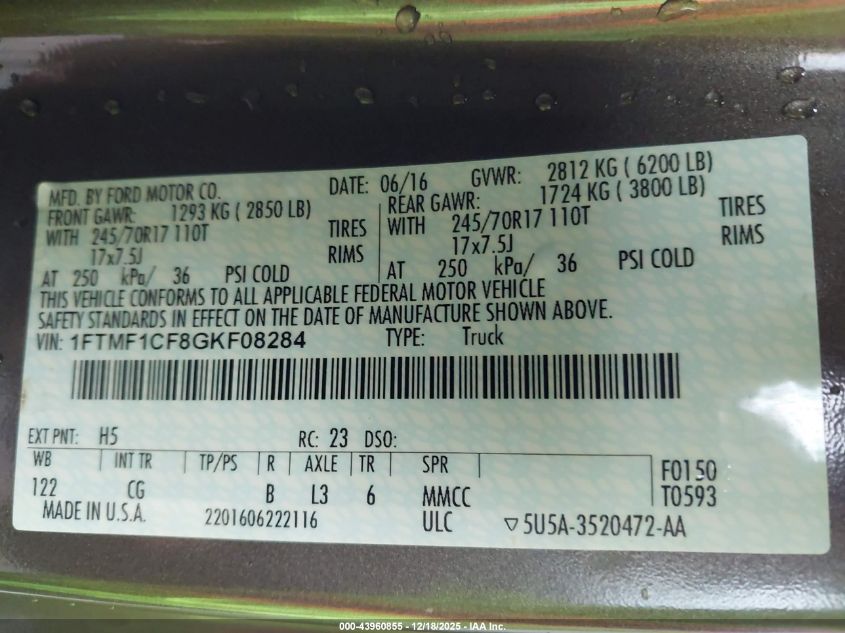 MFD. BY FORD MOTOR CO. DATE: 06/16 GVWR: 2812 KG ( 6200 LB)
FRONT GAWR: 1293 KG ( 2850 LB) REAR GAWR: 1724 KG ( 3800 LB)
WITH 245/70R17 110T TIRES WITH 245/70R17 110T TIRES
17x7.5J RIMS 17x7.5J RIMS
AT 250 kPa/ 36 PSI COLD AT 250 kPa/ 36 PSI COLD
THIS VEHICLE CONFORMS TO ALL APPLICABLE FEDERAL MOTOR VEHICLE
SAFETY STANDARDS IN EFFECT ON THE DATE OF MANUFACTURE SHOWN ABOVE.
VIN: 1FTMF1CF8GKF08284 TYPE: Truck
EXT PNT: H5 RC: 23 DSO:
WB INT TR TP/PS R AXLE TR SPR F0150
122 CG B L3 6 MMCC T0593
MADE IN U.S.A. 2201606222116 ULC ▽5U5A-3520472-AA
000-43960855 - 12/18/2025 - IAA Inc.